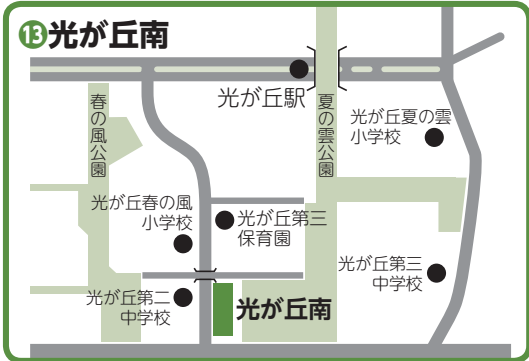 ⑬光が丘南
光が丘駅
春の風公園
夏の雲公園
光が丘夏の雲
小学校
光が丘春の風
小学校
光が丘第三
保育園
光が丘第三
中学校
光が丘第二
中学校
光が丘南